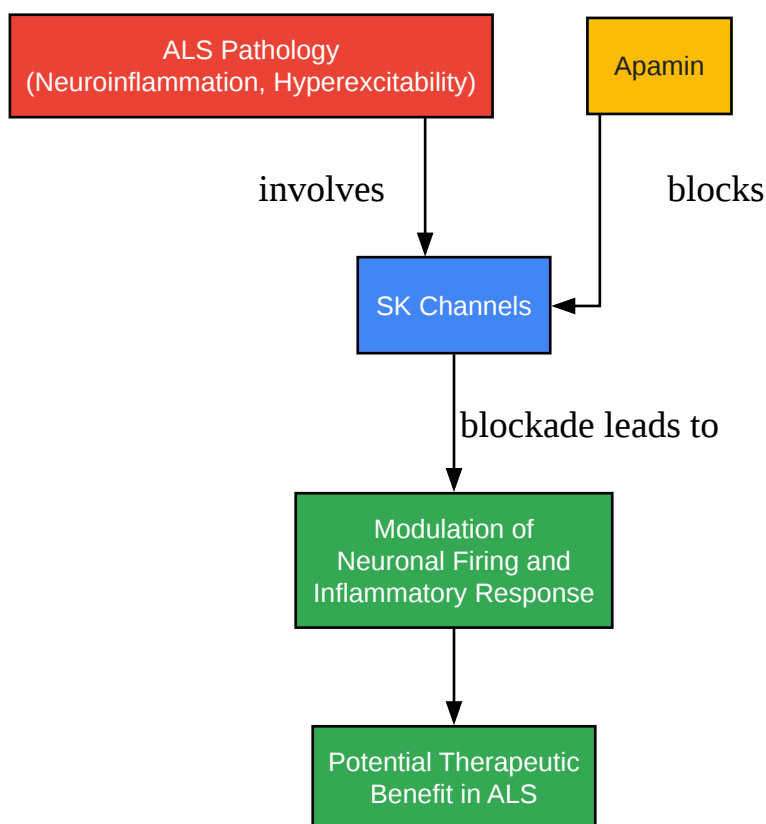 ALS Pathology
(Neuroinflammation, Hyperexcitability)
Apamin
involves
blocks
SK Channels
blockade leads to
Modulation of
Neuronal Firing and
Inflammatory Response
Potential Therapeutic
Benefit in ALS